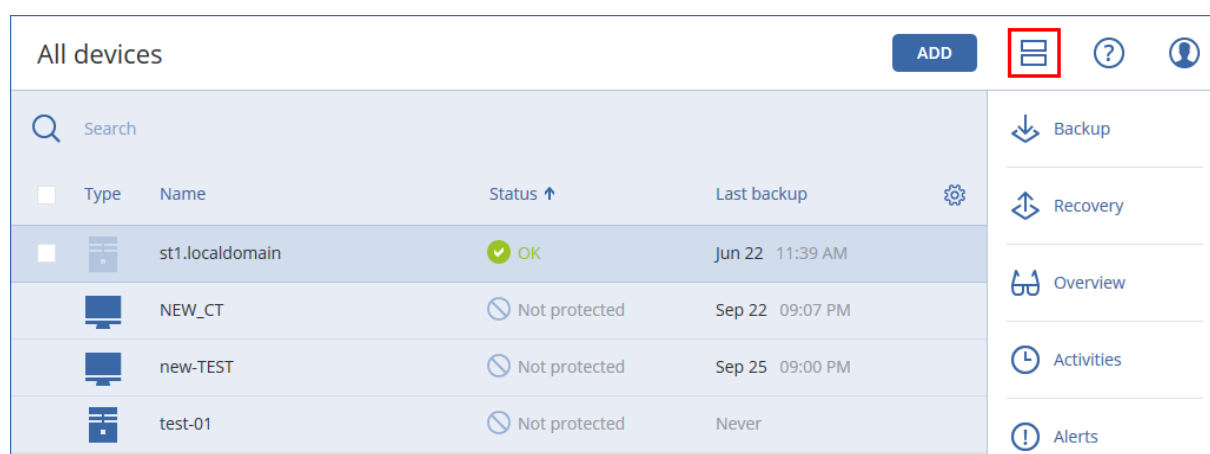 All devices ADD ?
Search Backup
Type Name Status ↑ Last backup
Recovery
st1.localdomain OK Jun 22 11:39 AM
Overview
NEW_CT Not protected Sep 22 09:07 PM
new-TEST Not protected Sep 25 09:00 PM Activities
test-01 Not protected Never
Alerts